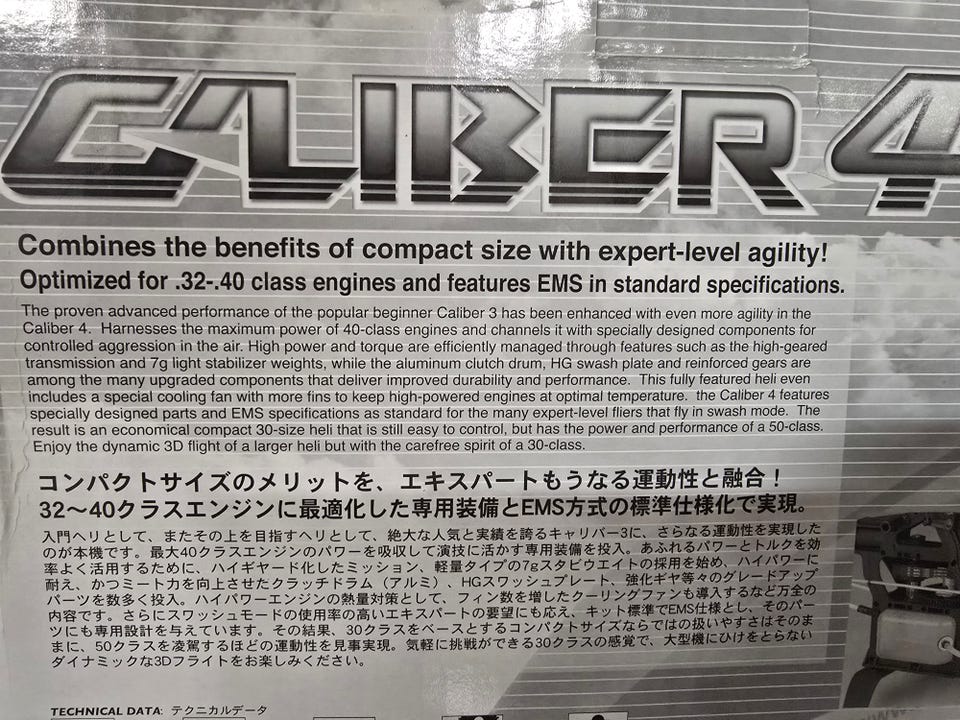 CALIBER 4
Combines the benefits of compact size with expert-level agility!
Optimized for .32-.40 class engines and features EMS in standard specifications.
The proven advanced performance of the popular beginner Caliber 3 has been enhanced with even more agility in the
Caliber 4. Harnesses the maximum power of 40-class engines and channels it with specially designed components for
controlled aggression in the air. High power and torque are efficiently managed through features such as the high-geared
transmission and 7g light stabilizer weights, while the aluminum clutch drum, HG swash plate and reinforced gears are
among the many upgraded components that deliver improved durability and performance. This fully featured heli even
includes a special cooling fan with more fins to keep high-powered engines at optimal temperature. the Caliber 4 features
specially designed parts and EMS specifications as standard for the many expert-level fliers that fly in swash mode. The
result is an economical compact 30-size heli that is still easy to control, but has the power and performance of a 50-class.
Enjoy the dynamic 3D flight of a larger heli but with the carefree spirit of a 30-class.
コンパクトサイズのメリットを、エキスパートもうなる運動性と融合！
32〜40クラスエンジンに最適化した専用装備とEMS方式の標準仕様化で実現。
入門ヘリとして、またその上を目指すヘリとして、絶大な人気と実績を誇るキャリバー3に、さらなる運動性を実現した
のが本機です。最大40クラスエンジンのパワーを吸収して演技に活かす専用装備を投入。あふれるパワーとトルクを効
率よく活用するために、ハイギヤード化したミッション、軽量タイプの7gスタビウエイトの採用を始め、ハイパワーに
耐え、かつミート力を向上させたクラッチドラム（アルミ）、HGスワッシュプレート、強化ギヤ等々のグレードアップ
パーツを数多く投入。ハイパワーエンジンの熱量対策として、フィン数を増したクーリングファンも導入するなど万全の
内容です。さらにスワッシュモードの使用率の高いエキスパートの要望にも応え、キット標準でEMS仕様とし、そのパー
ツにも専用設計を与えています。その結果、30クラスをベースとするコンパクトサイズならではの扱いやすさはそのま
まに、50クラスを凌駕するほどの運動性を見事実現。気軽に挑戦ができる30クラスの感覚で、大型機にひけをとらない
ダイナミックな3Dフライトをお楽しみください。
TECHNICAL DATA: テクニカルデータ